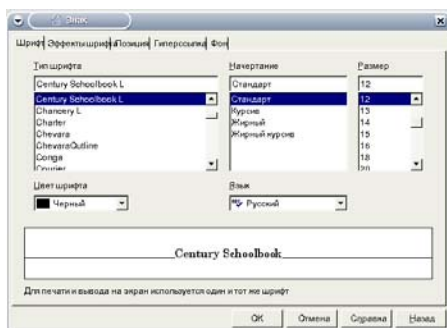 Знак
Шрифт Эффекты шрифта Позиция Гиперссылка Фон
Тип шрифта Начертание Размер
Century Schoolbook L Стандарт 12
Century Schoolbook L Стандарт 12
Chancery L Курсив 13
Charter Жирный 14
Chevara Жирный курсив 15
ChevaraOutline 16
Conga 18
Courier 20
Цвет шрифта Язык
Черный Русский
Century Schoolbook
Для печати и вывода на экран используется один и тот же шрифт
OK Отмена Справка Назад